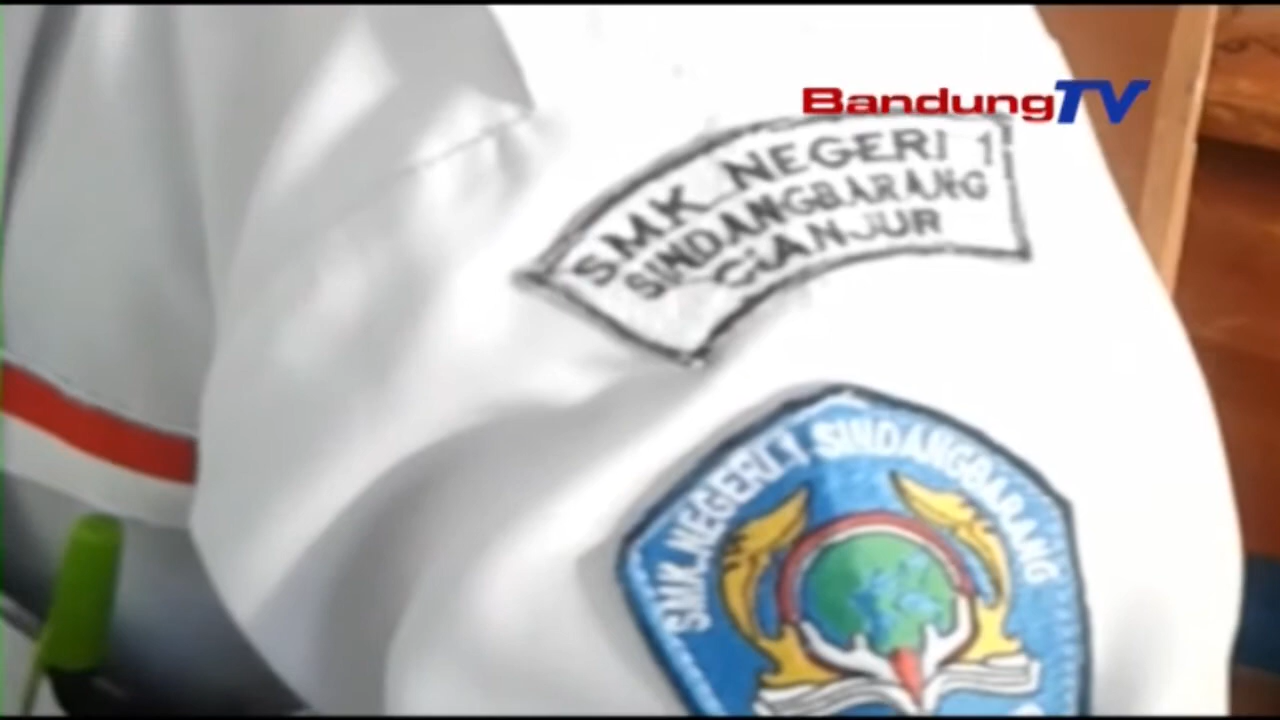 BandungTV
SMK NEGERI 1
SINDANGBARANG
CIANJUR
SMK NEGERI 1 SINDANGBARANG